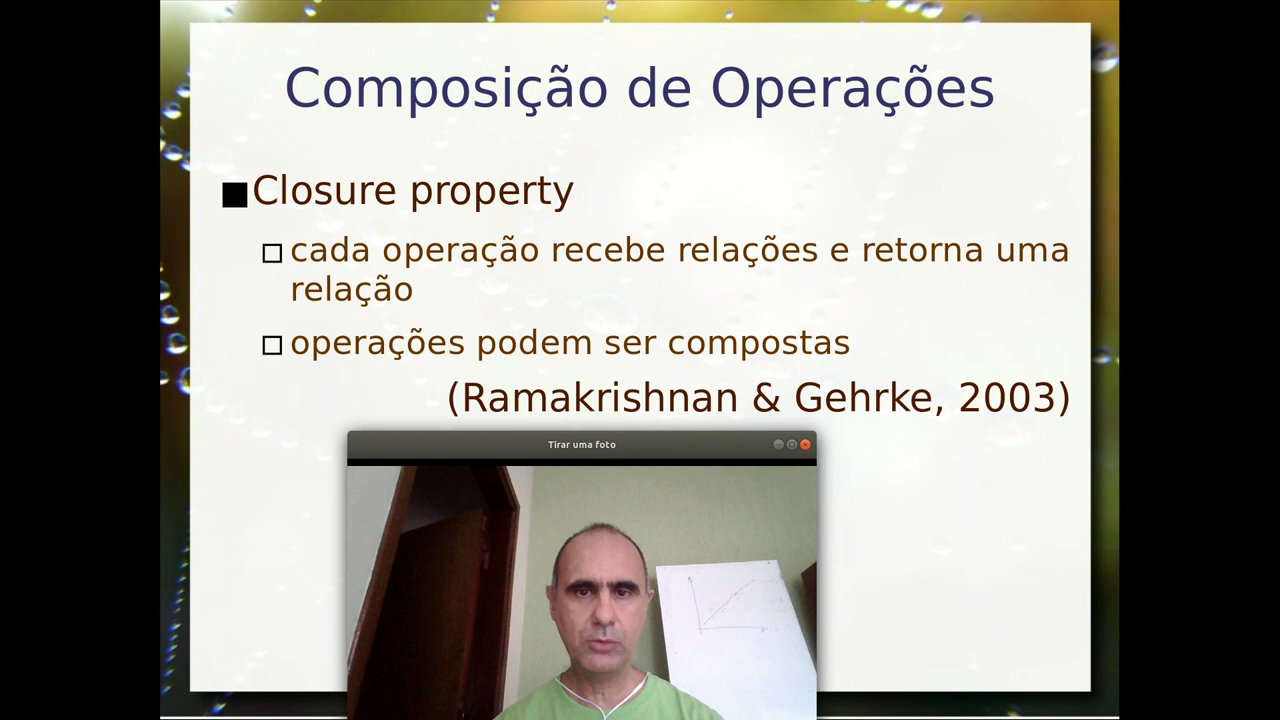 Composição de Operações
Closure property
cada operação recebe relações e retorna uma
relação
operações podem ser compostas
(Ramakrishnan & Gehrke, 2003)
Tirar uma foto